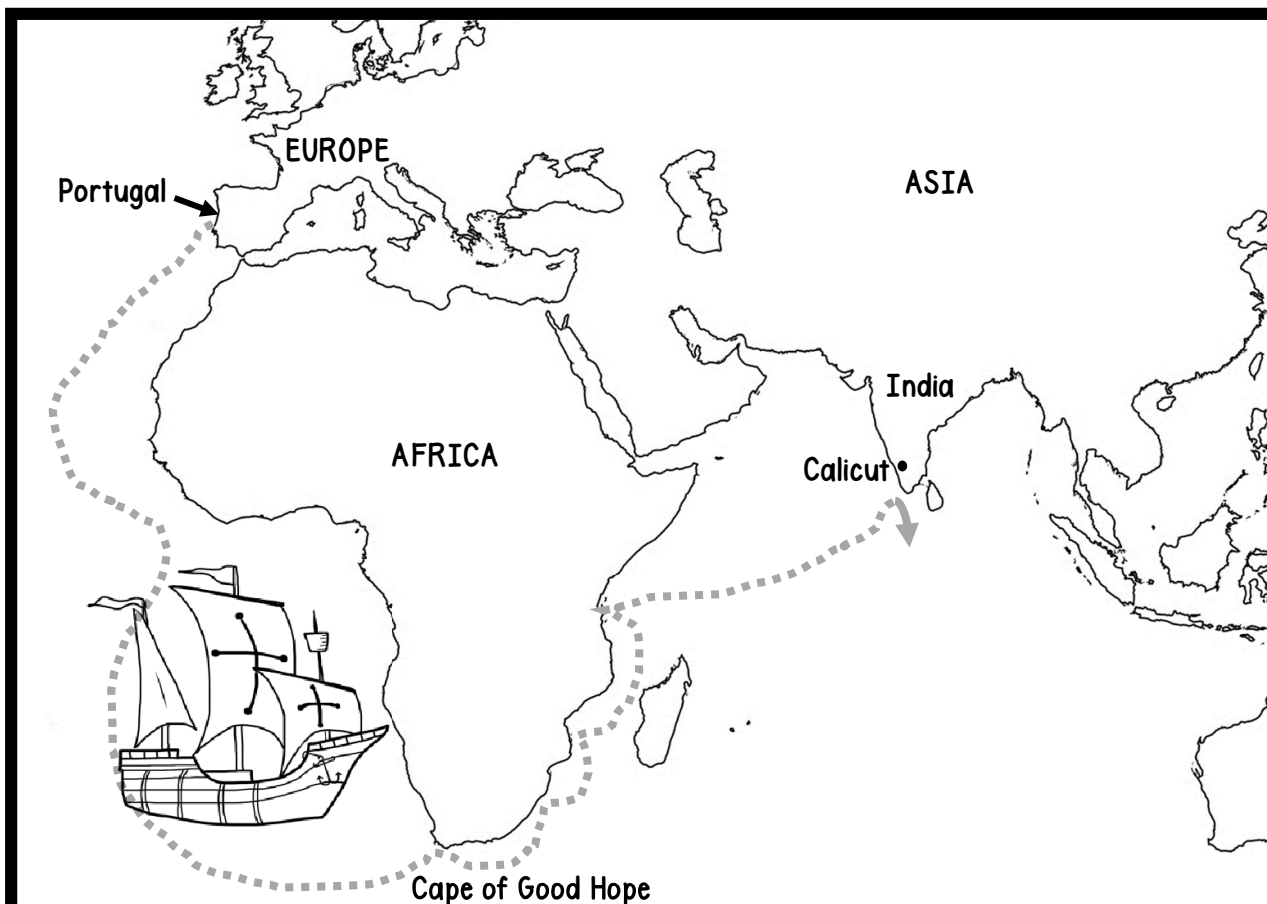 EUROPE
Portugal
ASIA
India
AFRICA
Calicut
Cape of Good Hope